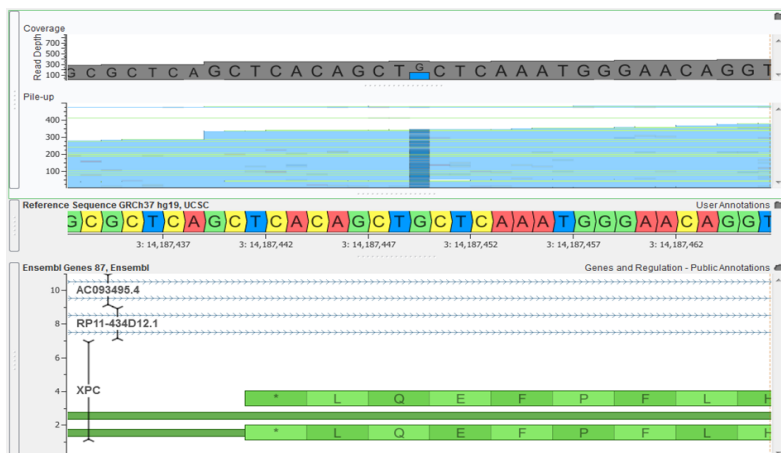 Coverage
Read Depth
700
500
300
100
GCGCTCAGCTCACAGCTGCTCAAATGGGAACAGGT
Pile-up
400
300
200
100
Reference Sequence GRCh37 hg19, UCSC
User Annotations
GCGCTCAGCTCACAGCTGCTCAAATGGGAACAGGT
3: 14,187,437
3: 14,187,442
3: 14,187,447
3: 14,187,452
3: 14,187,457
3: 14,187,462
Ensembl Genes 87, Ensembl
Genes and Regulation - Public Annotations
10
AC093495.4
8
RP11-434D12.1
6
XPC
4
* L Q E F P F L H
2
* L Q E F P F L H